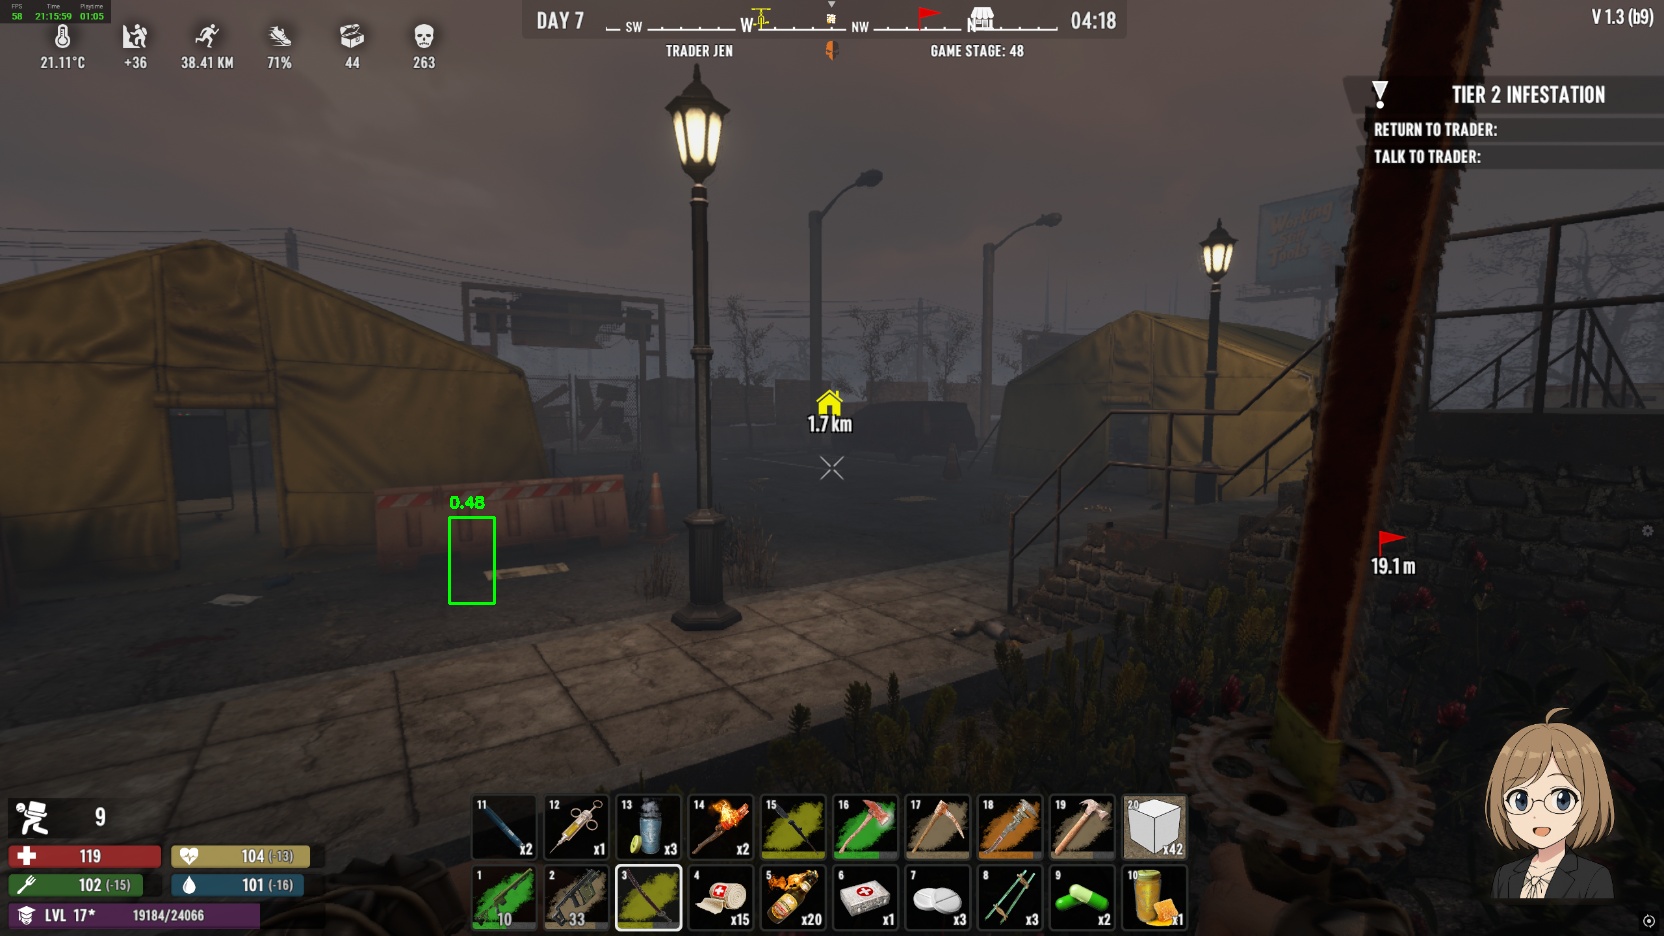 FPS Time Playtime
58 21:15:59 01:05
DAY 7
SW W NW N
04:18
V 1.3 (b9)
TRADER JEN
GAME STAGE: 48
21.11°C
+36
38.41 KM
71%
44
263
TIER 2 INFESTATION
RETURN TO TRADER:
TALK TO TRADER:
Working
Tools
1.7 km
0.48
19.1 m
9
119
104 (-13)
102 (-15)
101 (-16)
LVL 17*
19184/24066
11 x2
12 x1
13 x3
14 x2
15
16
17
18
19
20 x42
1 10
2 33
3
4 x15
5 x20
6 x1
7 x3
8 x3
9 x2
10 x1